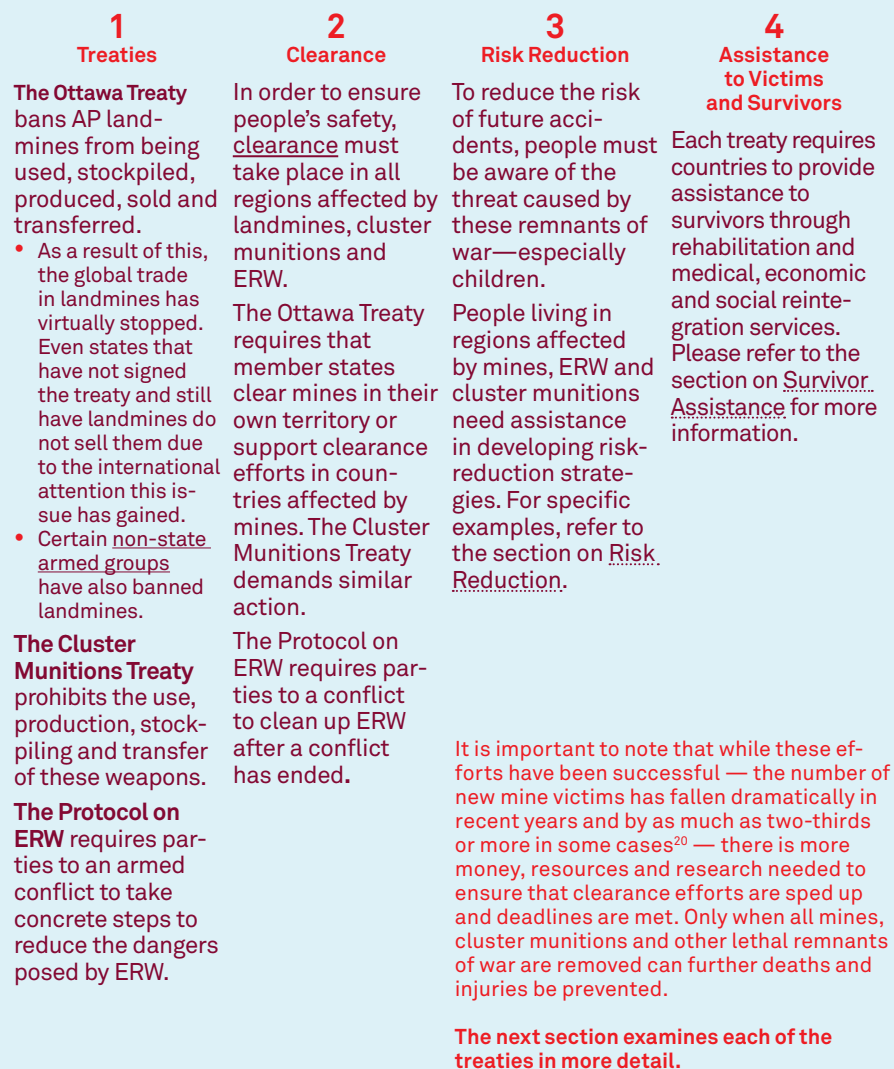 1
Treaties
The Ottawa Treaty
bans AP land-
mines from being
used, stockpiled,
produced, sold and
transferred.
• As a result of this,
the global trade
in landmines has
virtually stopped.
Even states that
have not signed
the treaty and still
have landmines do
not sell them due
to the international
attention this is-
sue has gained.
• Certain non-state
armed groups
have also banned
landmines.
The Cluster
Munitions Treaty
prohibits the use,
production, stock-
piling and transfer
of these weapons.
The Protocol on
ERW requires par-
ties to an armed
conflict to take
concrete steps to
reduce the dangers
posed by ERW.
2
Clearance
In order to ensure
people’s safety,
clearance must
take place in all
regions affected by
landmines, cluster
munitions and
ERW.
The Ottawa Treaty
requires that
member states
clear mines in their
own territory or
support clearance
efforts in coun-
tries affected by
mines. The Cluster
Munitions Treaty
demands similar
action.
The Protocol on
ERW requires par-
ties to a conflict
to clean up ERW
after a conflict
has ended.
3
Risk Reduction
To reduce the risk
of future acci-
dents, people must
be aware of the
threat caused by
these remnants of
war—especially
children.
People living in
regions affected
by mines, ERW and
cluster munitions
need assistance
in developing risk-
reduction strate-
gies. For specific
examples, refer to
the section on Risk
Reduction.
4
Assistance
to Victims
and Survivors
Each treaty requires
countries to provide
assistance to
survivors through
rehabilitation and
medical, economic
and social reinte-
gration services.
Please refer to the
section on Survivor
Assistance for more
information.
It is important to note that while these ef-
forts have been successful — the number of
new mine victims has fallen dramatically in
recent years and by as much as two-thirds
or more in some cases20 — there is more
money, resources and research needed to
ensure that clearance efforts are sped up
and deadlines are met. Only when all mines,
cluster munitions and other lethal remnants
of war are removed can further deaths and
injuries be prevented.
The next section examines each of the
treaties in more detail.